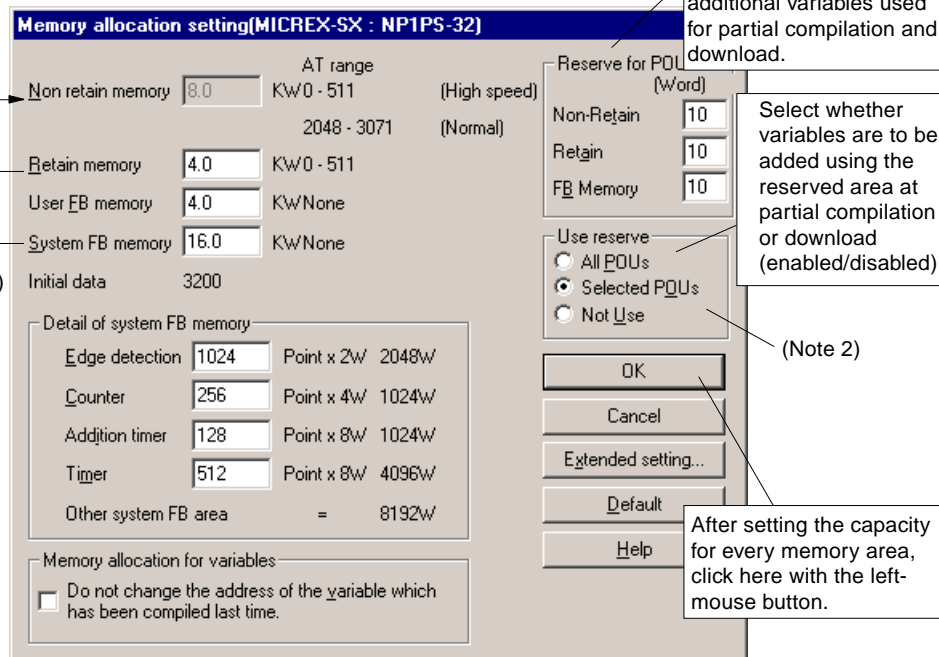 additional variables used
for partial compilation and
download.
Memory allocation setting(MICREX-SX : NP1PS-32)
AT range
Non retain memory 8.0 KW 0 - 511 (High speed)
2048 - 3071 (Normal)
Retain memory 4.0 KW 0 - 511
User FB memory 4.0 KW None
System FB memory 16.0 KW None
Initial data 3200
)
Detail of system FB memory
Edge detection 1024 Point x 2W 2048W
Counter 256 Point x 4W 1024W
Addition timer 128 Point x 8W 1024W
Timer 512 Point x 8W 4096W
Other system FB area = 8192W
Memory allocation for variables
Do not change the address of the variable which
has been compiled last time.
Reserve for POU
(Word)
Non-Retain 10
Retain 10
FB Memory 10
Use reserve
All POUs
Selected POUs
Not Use
OK
Cancel
Extended setting...
Default
Help
Select whether
variables are to be
added using the
reserved area at
partial compilation
or download
(enabled/disabled)
(Note 2)
After setting the capacity
for every memory area,
click here with the left-
mouse button.